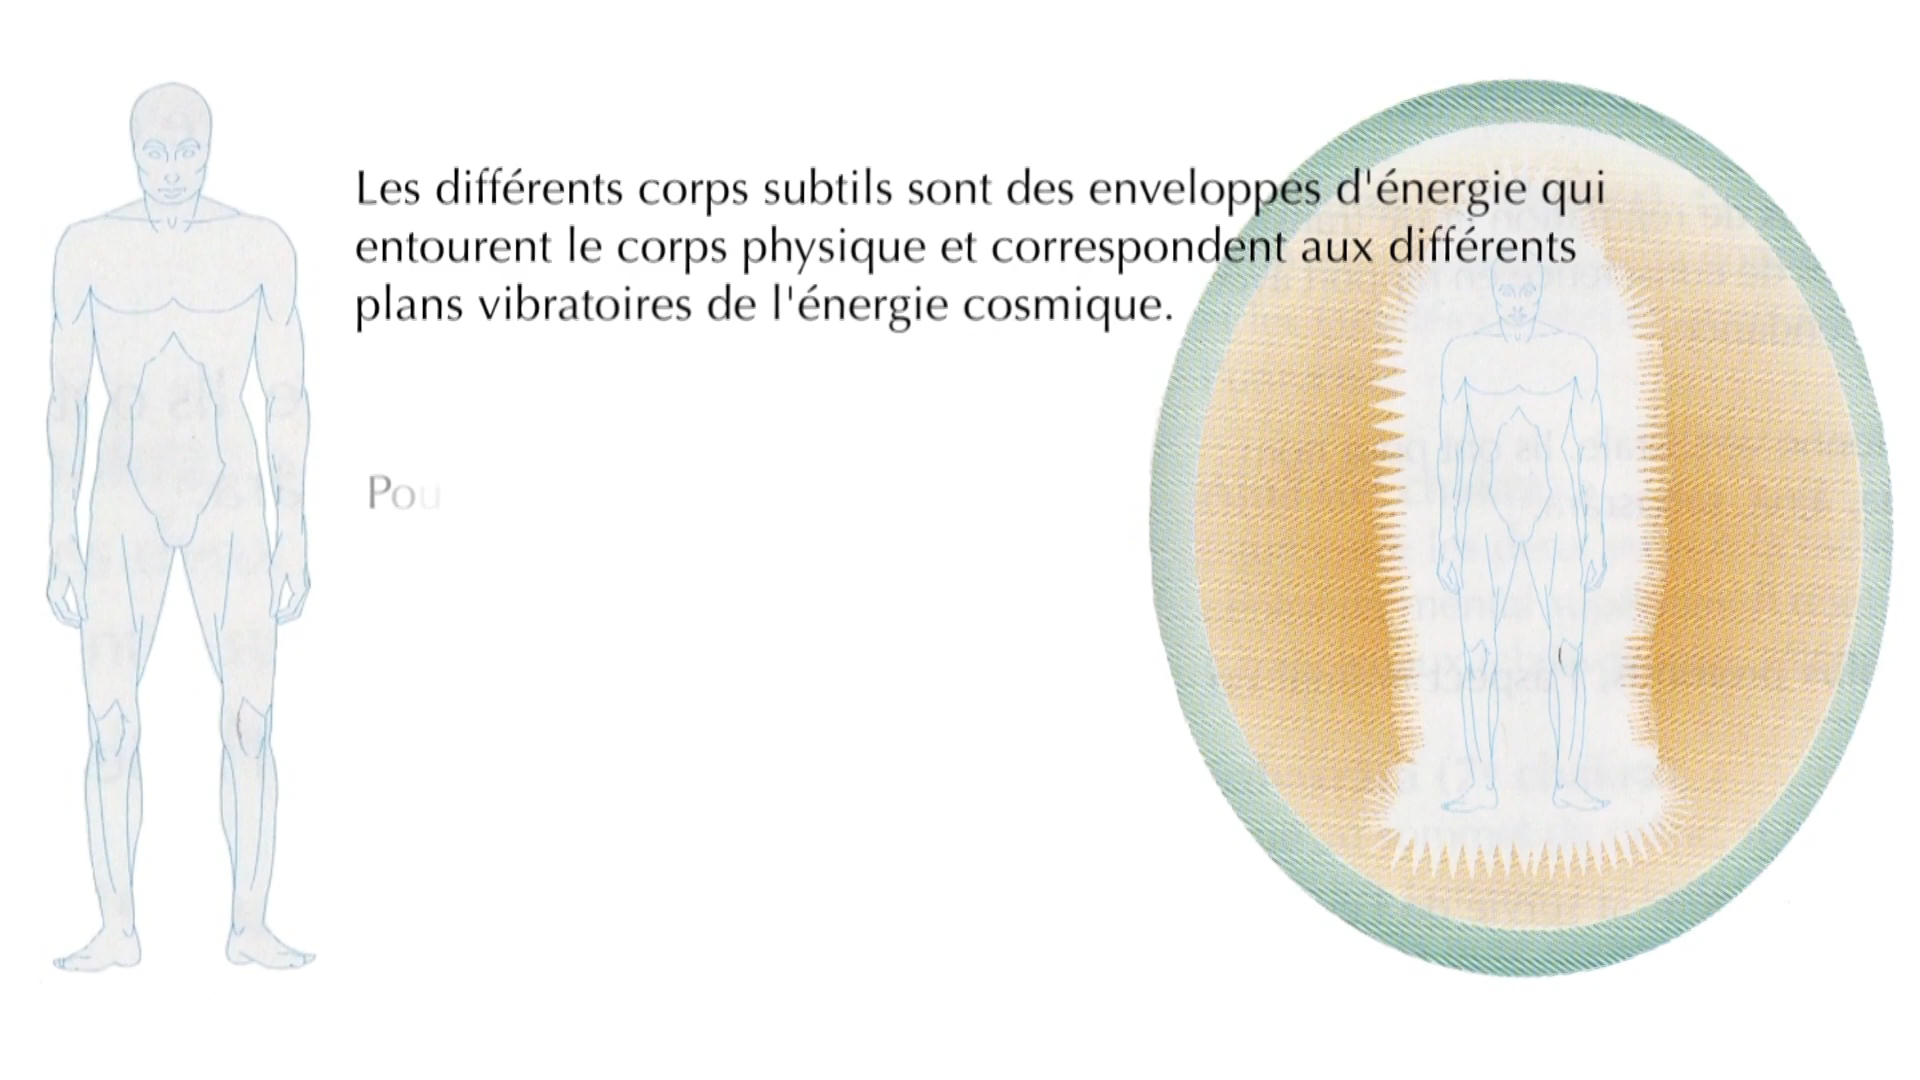 Les différents corps subtils sont des enveloppes d'énergie qui
entourent le corps physique et correspondent aux différents
plans vibratoires de l'énergie cosmique.
Pou